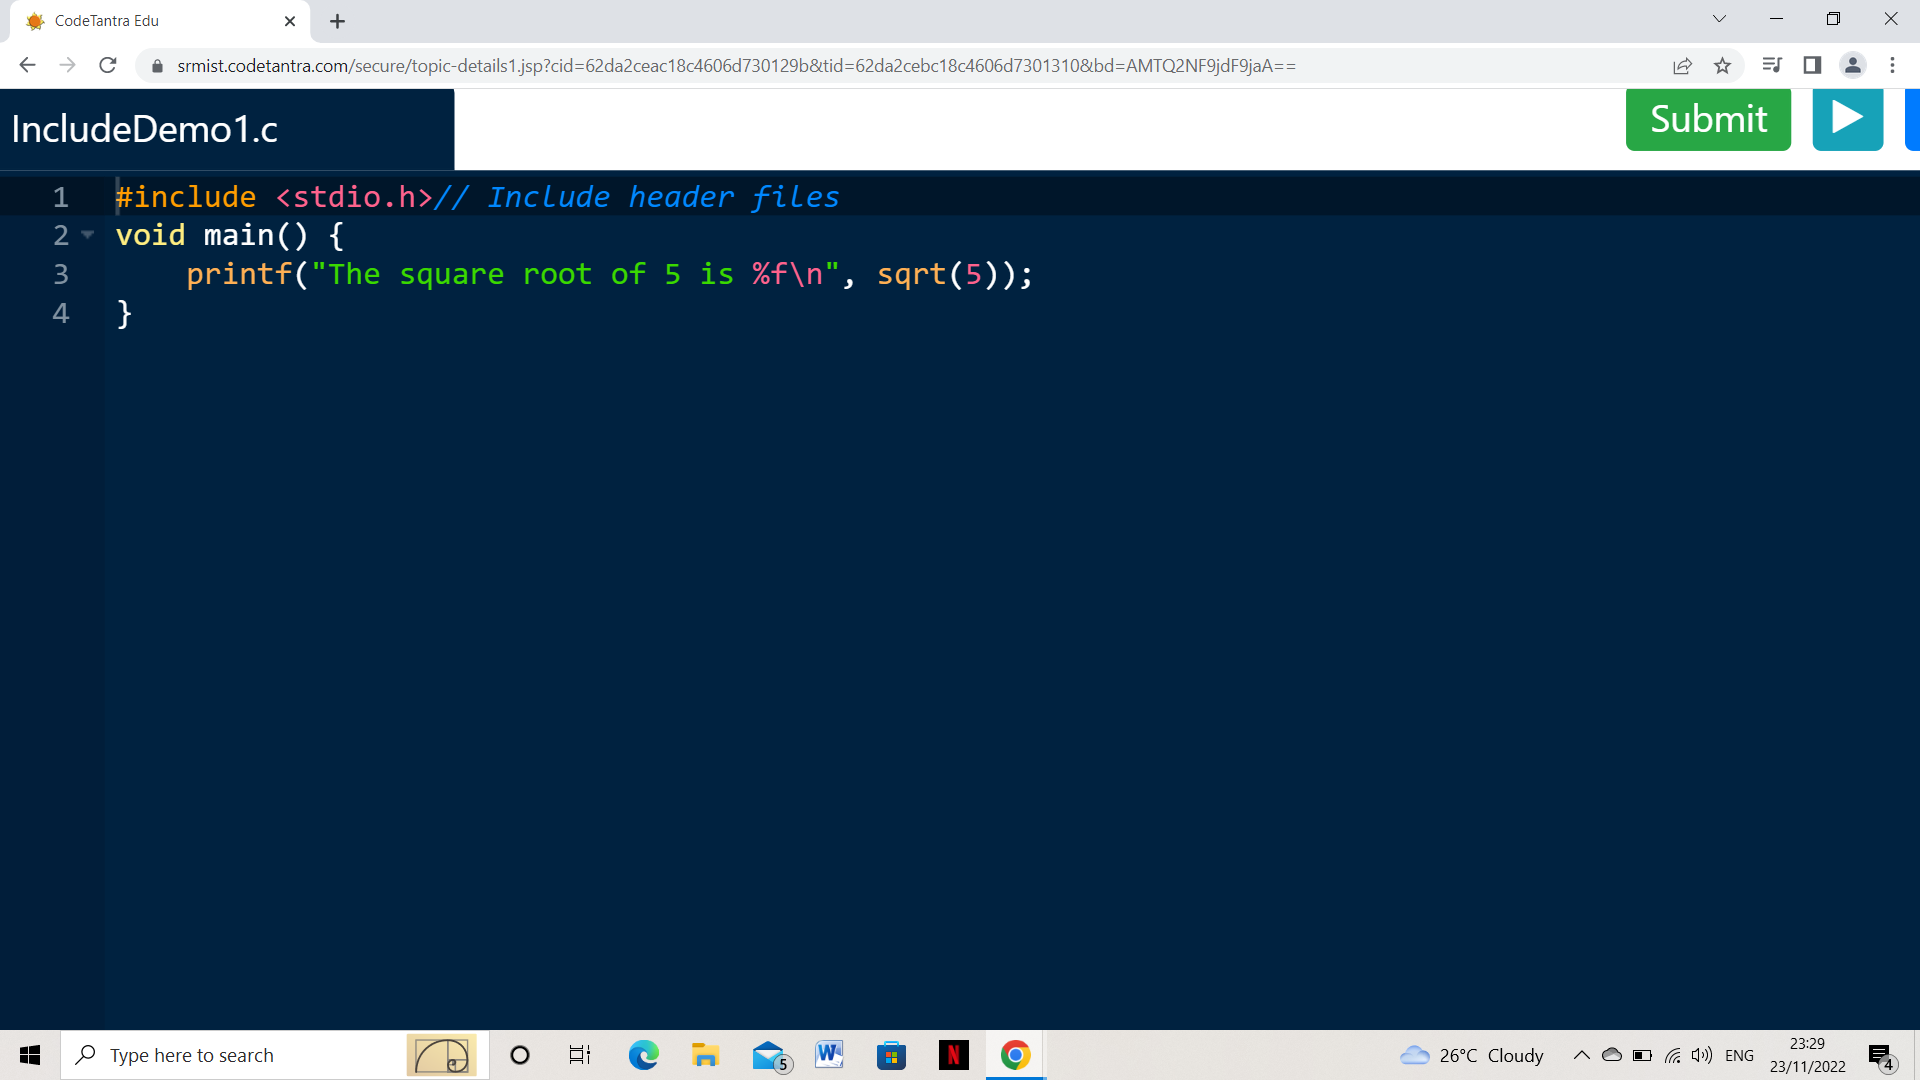 CodeTantra Edu
srmist.codetantra.com/secure/topic-details1.jsp?cid=62da2ceac18c4606d730129b&tid=62da2cebc18c4606d7301310&bd=AMTQ2NF9jdF9jaA==
IncludeDemo1.c
Submit
1 #include <stdio.h>// Include header files
2 void main() {
3 printf("The square root of 5 is %f\n", sqrt(5));
4 }
Type here to search
5
W
N
26°C Cloudy
ENG
23:29
23/11/2022
4